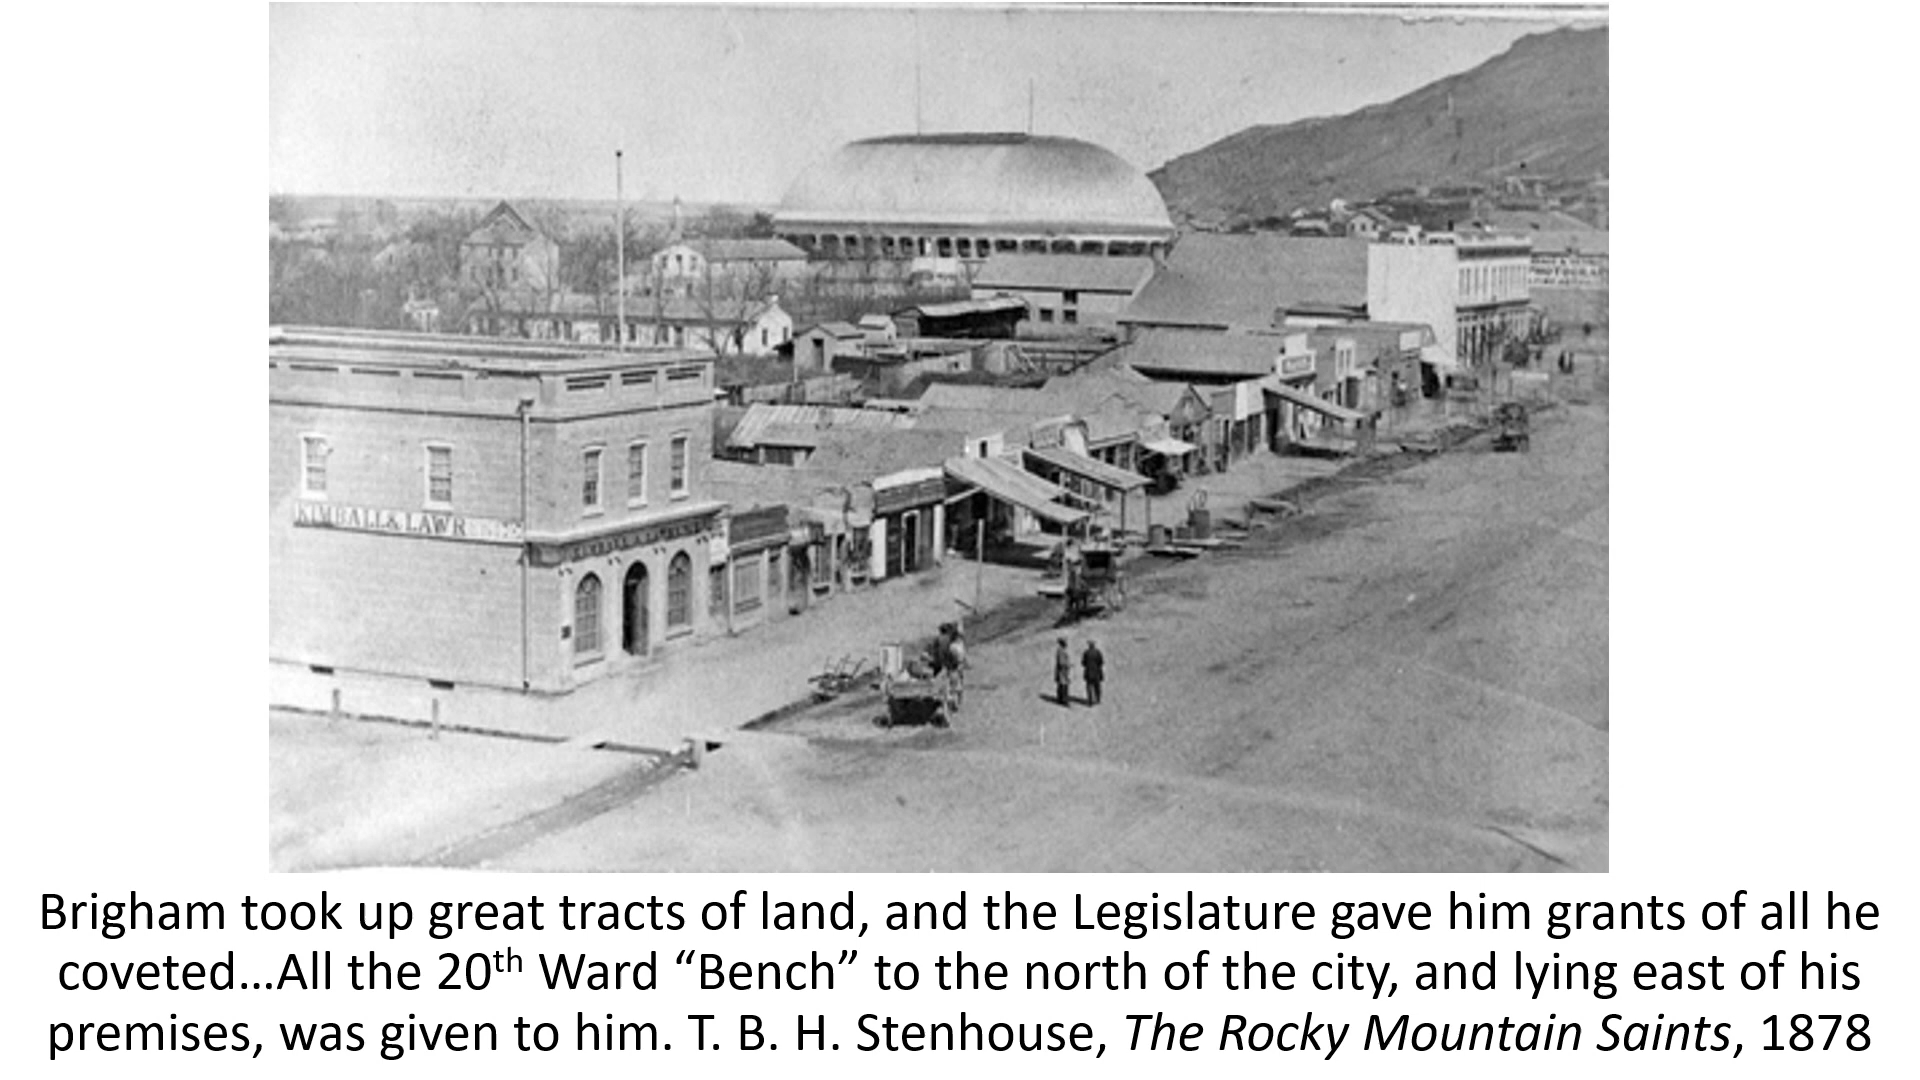 KIMBALL & LAWR
Brigham took up great tracts of land, and the Legislature gave him grants of all he
coveted…All the 20th Ward “Bench” to the north of the city, and lying east of his
premises, was given to him. T. B. H. Stenhouse, The Rocky Mountain Saints, 1878